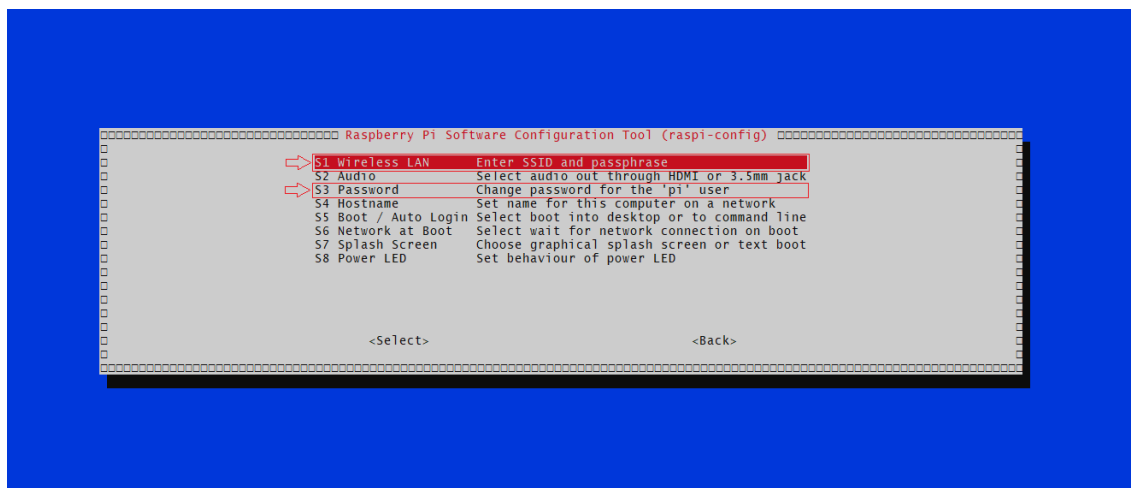 Raspberry Pi Software Configuration Tool (raspi-config)
S1 Wireless LAN Enter SSID and passphrase
S2 Audio Select audio out through HDMI or 3.5mm jack
S3 Password Change password for the 'pi' user
S4 Hostname Set name for this computer on a network
S5 Boot / Auto Login Select boot into desktop or to command line
S6 Network at Boot Select wait for network connection on boot
S7 Splash Screen Choose graphical splash screen or text boot
S8 Power LED Set behaviour of power LED
<Select> <Back>